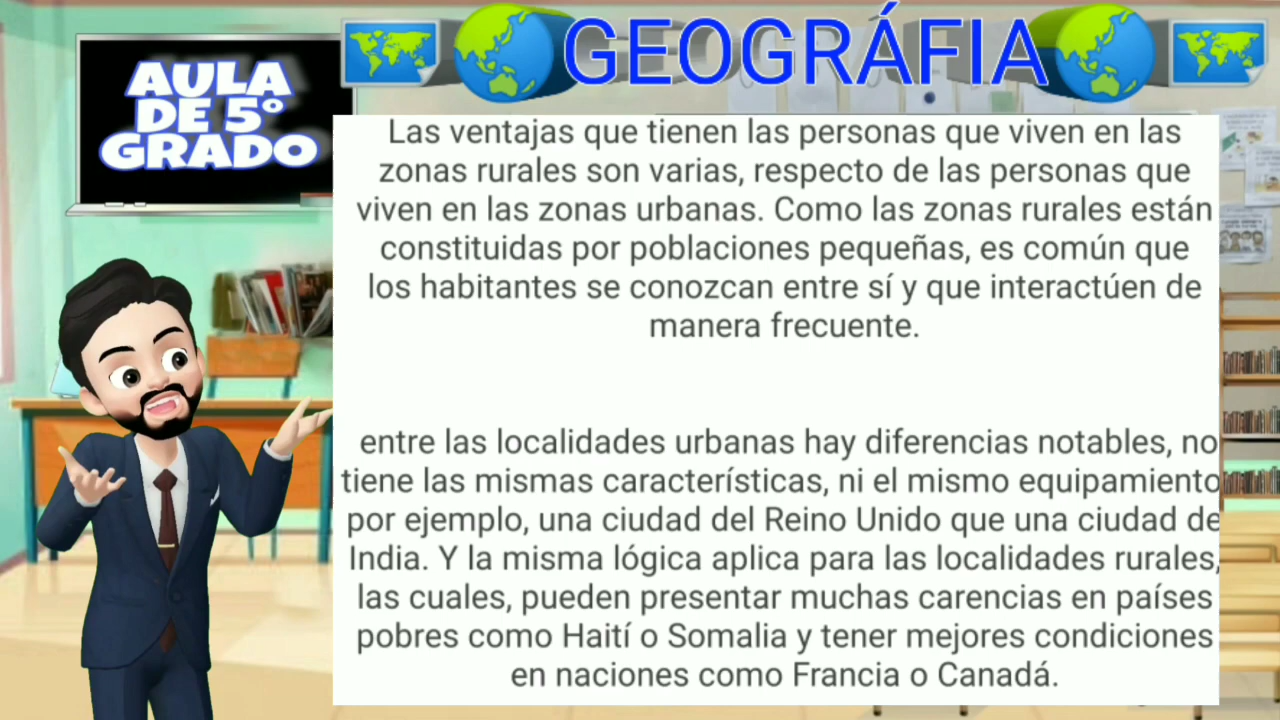 AULA
DE 5º
GRADO
GEOGRÁFIA
Las ventajas que tienen las personas que viven en las
zonas rurales son varias, respecto de las personas que
viven en las zonas urbanas. Como las zonas rurales están
constituidas por poblaciones pequeñas, es común que
los habitantes se conozcan entre sí y que interactúen de
manera frecuente.
entre las localidades urbanas hay diferencias notables, no
tiene las mismas características, ni el mismo equipamiento
por ejemplo, una ciudad del Reino Unido que una ciudad de
India. Y la misma lógica aplica para las localidades rurales,
las cuales, pueden presentar muchas carencias en países
pobres como Haití o Somalia y tener mejores condiciones
en naciones como Francia o Canadá.